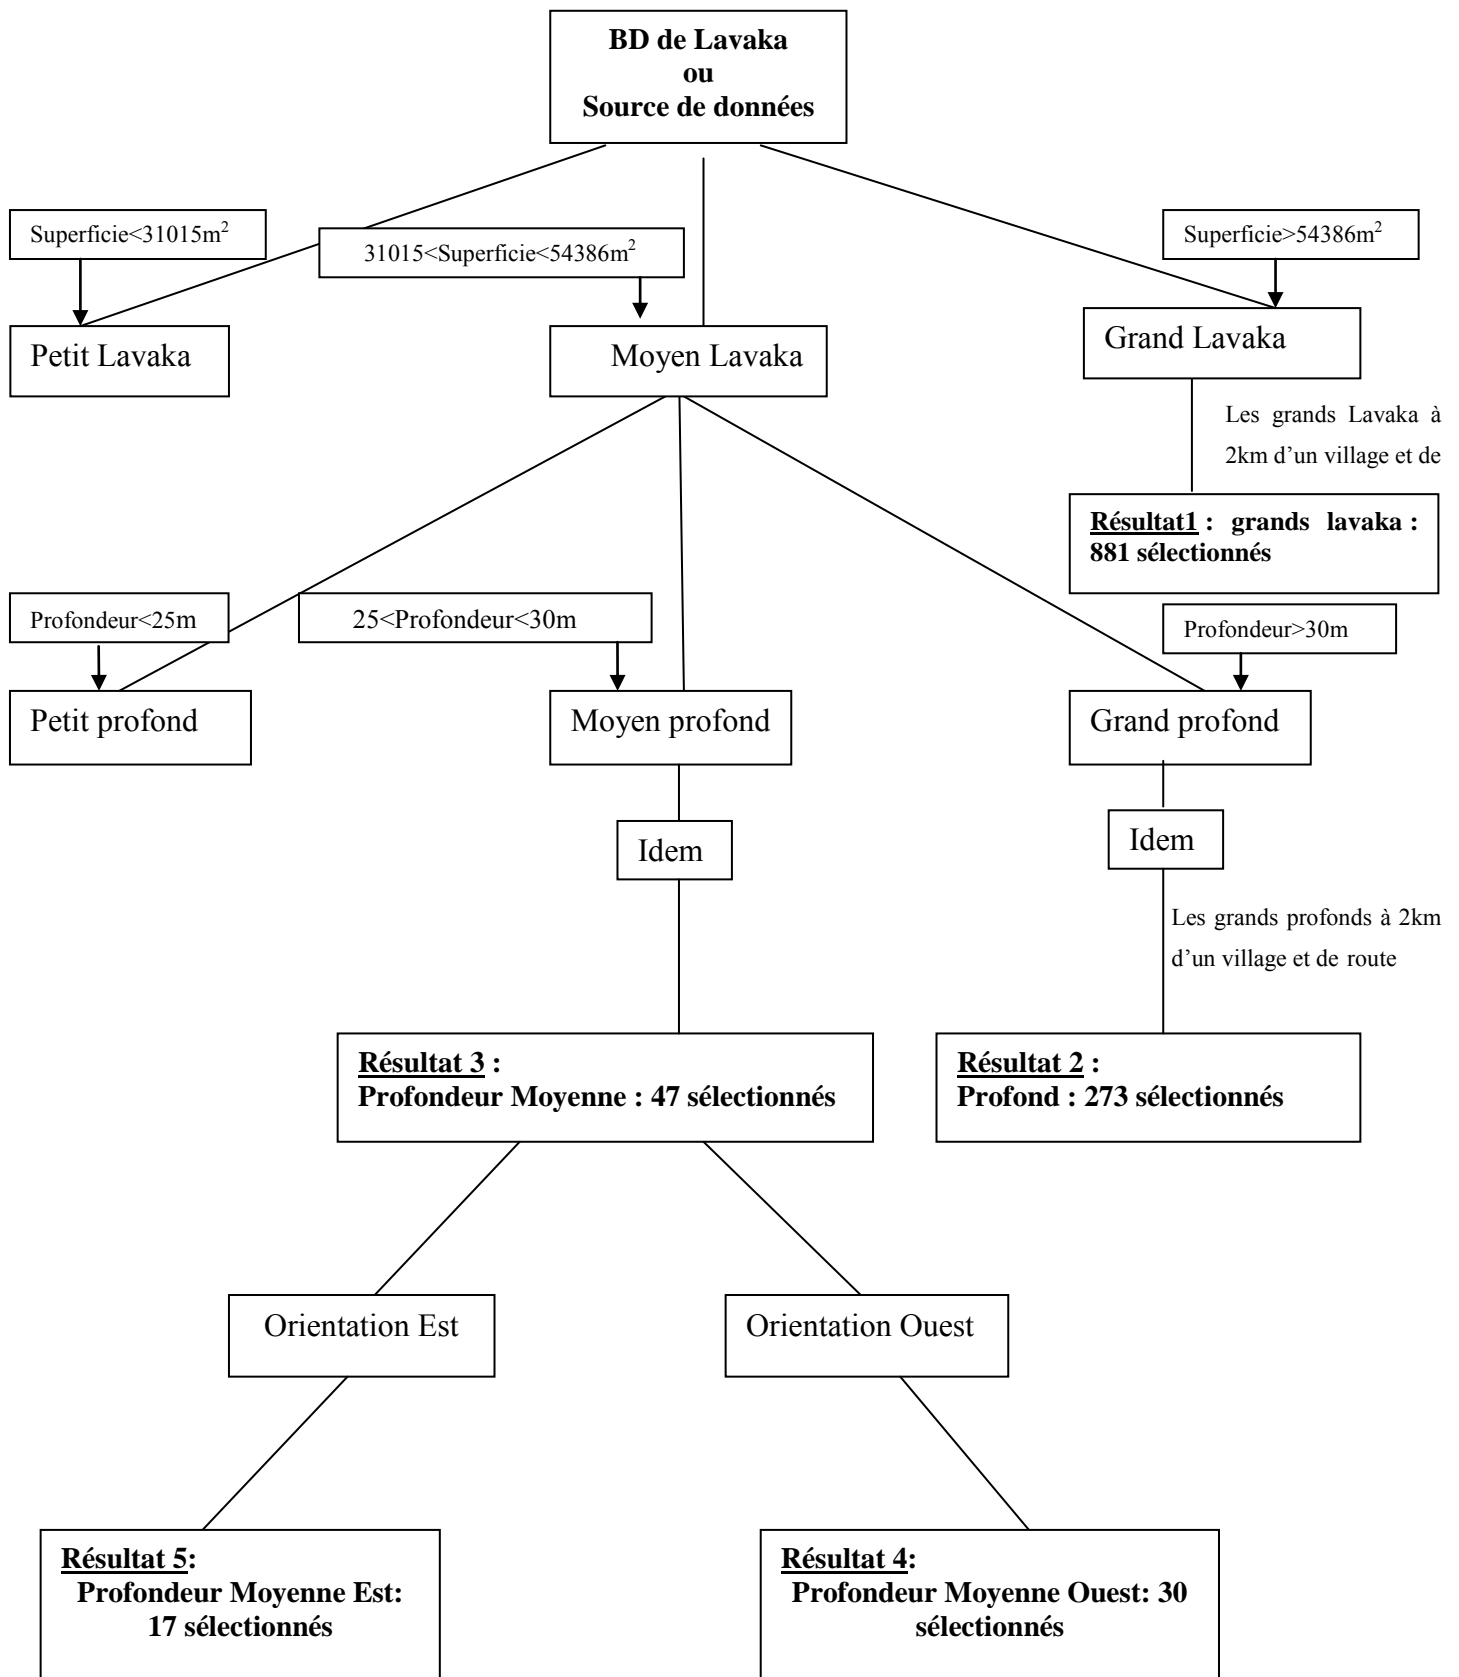 BD de Lavaka
ou
Source de données
Superficie<31015m²
31015<Superficie<54386m²
Superficie>54386m²
Petit Lavaka
Moyen Lavaka
Grand Lavaka
Les grands Lavaka à
2km d’un village et de
Résultat1 : grands lavaka :
881 sélectionnés
Profondeur<25m
25<Profondeur<30m
Profondeur>30m
Petit profond
Moyen profond
Grand profond
Idem
Idem
Les grands profonds à 2km
d’un village et de route
Résultat 3 :
Profondeur Moyenne : 47 sélectionnés
Résultat 2 :
Profond : 273 sélectionnés
Orientation Est
Orientation Ouest
Résultat 5:
Profondeur Moyenne Est:
17 sélectionnés
Résultat 4:
Profondeur Moyenne Ouest: 30
sélectionnés